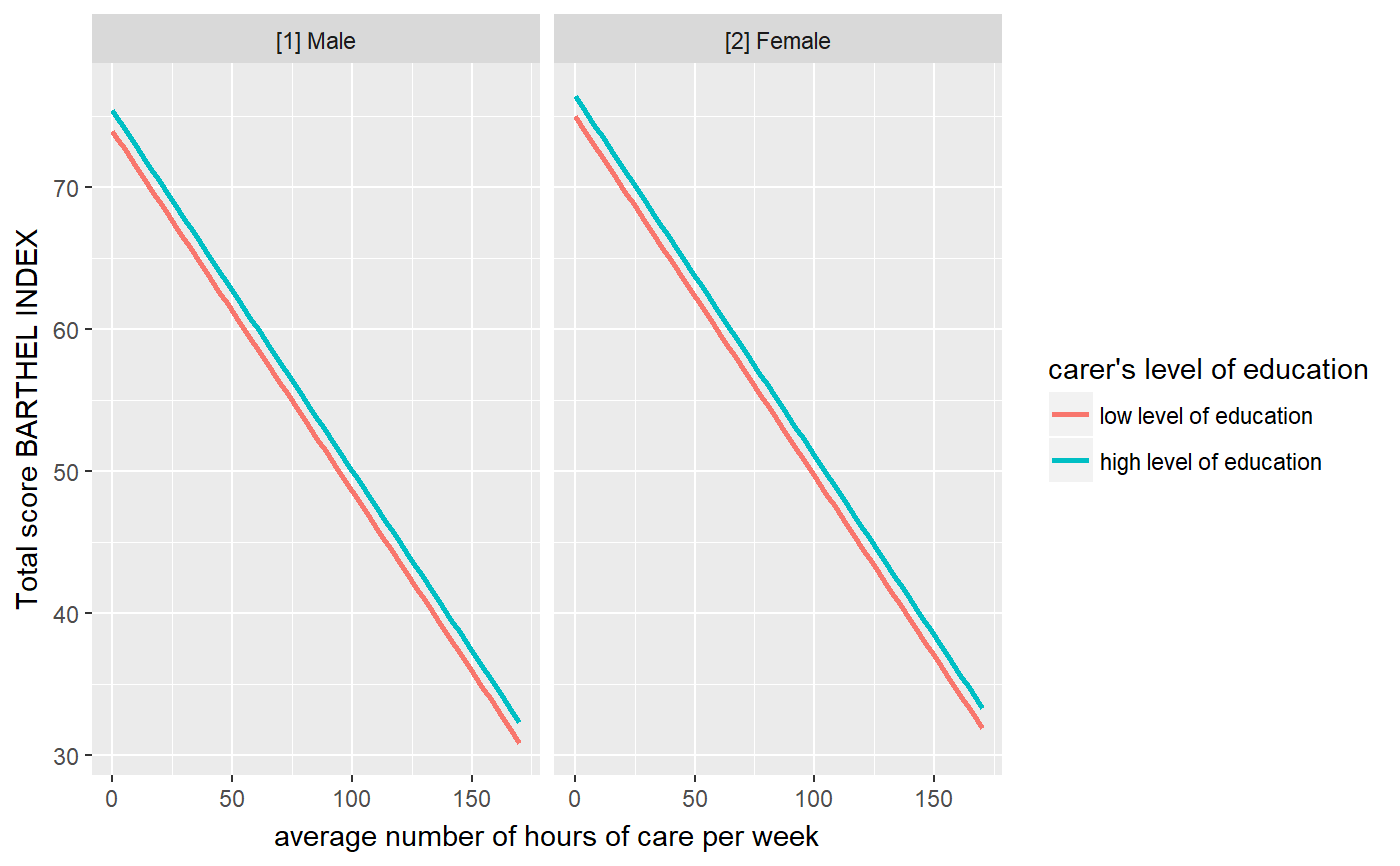 [1] Male
[2] Female
Total score BARTHEL INDEX
70
60
50
40
30
0
50
100
150
0
50
100
150
average number of hours of care per week
carer's level of education
low level of education
high level of education